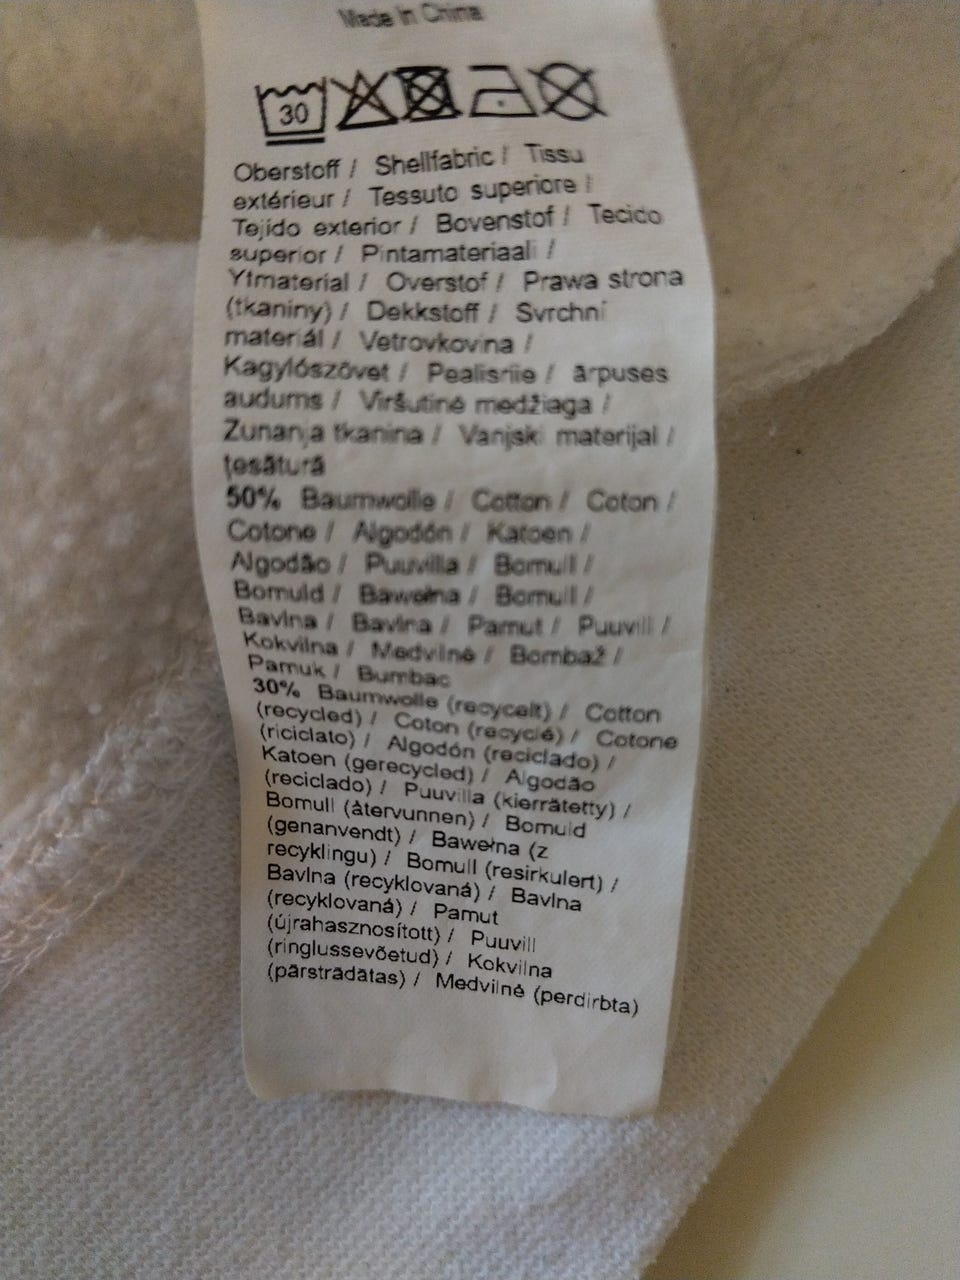 Made in China
30
Oberstoff / Shellfabric / Tissu
extérieur / Tessuto superiore /
Tejido exterior / Bovenstof / Tecido
superior / Pintamateriaali /
Ytmaterial / Overstof / Prawa strona
(tkaniny) / Dekkstoff / Svrchní
materiál / Vetrovkovina /
Kagylószövet / Pealisriie / ārpuses
audums / Viršutinė medžiaga /
Zunanja tkanina / Vanjski materijal /
ţesătură
50% Baumwolle / Cotton / Coton /
Cotone / Algodón / Katoen /
Algodão / Puuvilla / Bomull /
Bomuld / Bawełna / Bomull /
Bavlna / Bavlna / Pamut / Puuvill /
Kokvilna / Medvilnė / Bombaž /
Pamuk / Bumbac
30% Baumwolle (recycelt) / Cotton
(recycled) / Coton (recyclé) / Cotone
(riciclato) / Algodón (reciclado) /
Katoen (gerecycled) / Algodão
(reciclado) / Puuvilla (kierrätetty) /
Bomull (återvunnen) / Bomuld
(genanvendt) / Bawełna (z
recyklingu) / Bomull (resirkulert) /
Bavlna (recyklovaná) / Bavlna
(recyklovaná) / Pamut
(újrahasznosított) / Puuvill
(ringlussevõetud) / Kokvilna
(pārstrādātas) / Medvilnė (perdirbta)